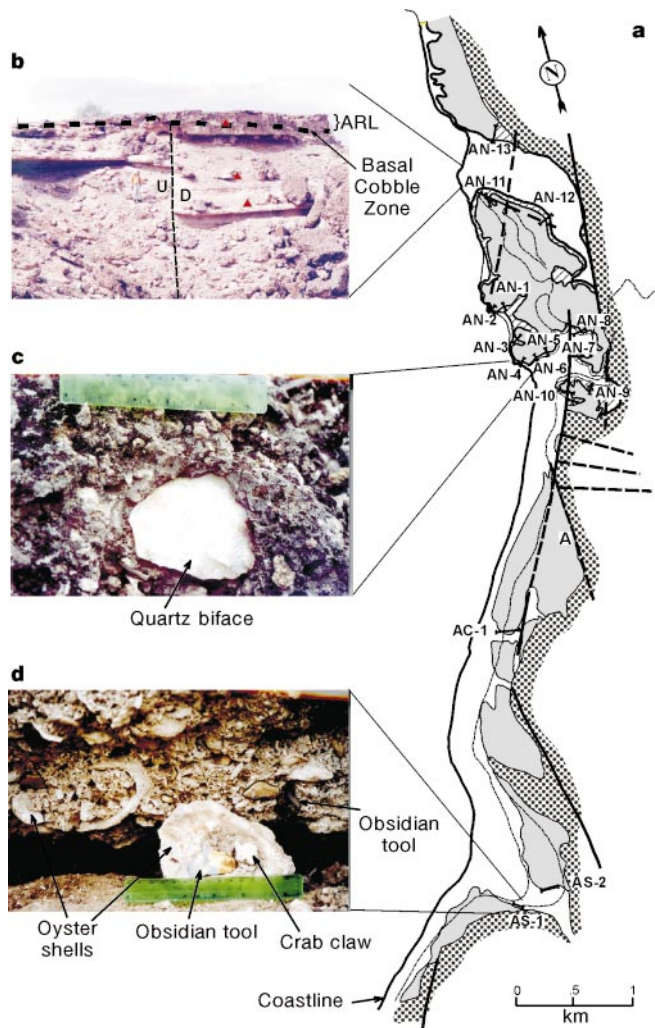 a
b
}ARL
Basal
Cobble
Zone
U
D
Z
AN-13
AN-11
AN-12
AN-1
AN-2
AN-3
AN-5
AN-8
AN-7
AN-4
AN-6
AN-10
AN-9
c
Quartz biface
A
AC-1
d
Obsidian
tool
Oyster
shells
Obsidian tool
Crab claw
AS-2
AS-1
Coastline
0 .5 1
km